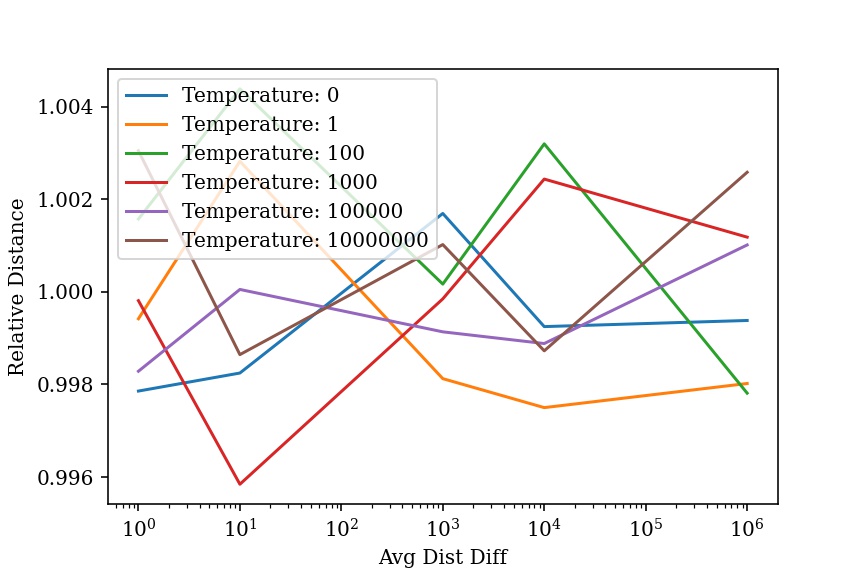 Temperature: 0
Temperature: 1
Temperature: 100
Temperature: 1000
Temperature: 100000
Temperature: 10000000
1.004
1.002
1.000
0.998
0.996
Relative Distance
10⁰ 10¹ 10² 10³ 10⁴ 10⁵ 10⁶
Avg Dist Diff